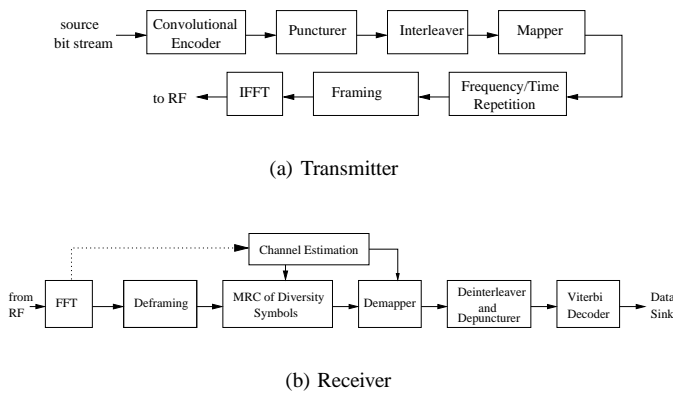 source
bit stream
Convolutional
Encoder
Puncturer
Interleaver
Mapper
to RF
IFFT
Framing
Frequency/Time
Repetition
(a) Transmitter
Channel Estimation
from
RF
FFT
Deframing
MRC of Diversity
Symbols
Demapper
Deinterleaver
and
Depuncturer
Viterbi
Decoder
Data
Sink
(b) Receiver